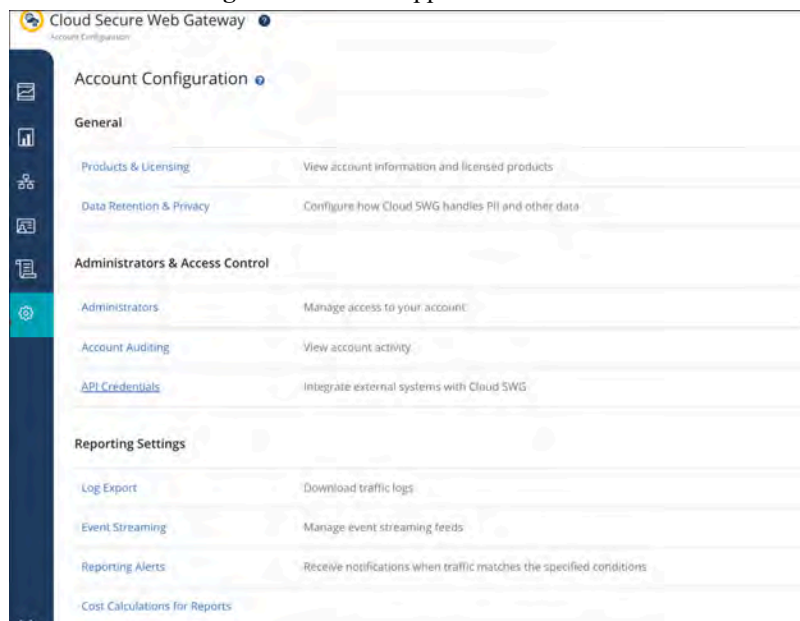 Cloud Secure Web Gateway
Account Configuration
Account Configuration
General
Products & Licensing View account information and licensed products
Data Retention & Privacy Configure how Cloud SWG handles PII and other data
Administrators & Access Control
Administrators Manage access to your account
Account Auditing View account activity
API Credentials Integrate external systems with Cloud SWG
Reporting Settings
Log Export Download traffic logs
Event Streaming Manage event streaming feeds
Reporting Alerts Receive notifications when traffic matches the specified conditions
Cost Calculations for Reports